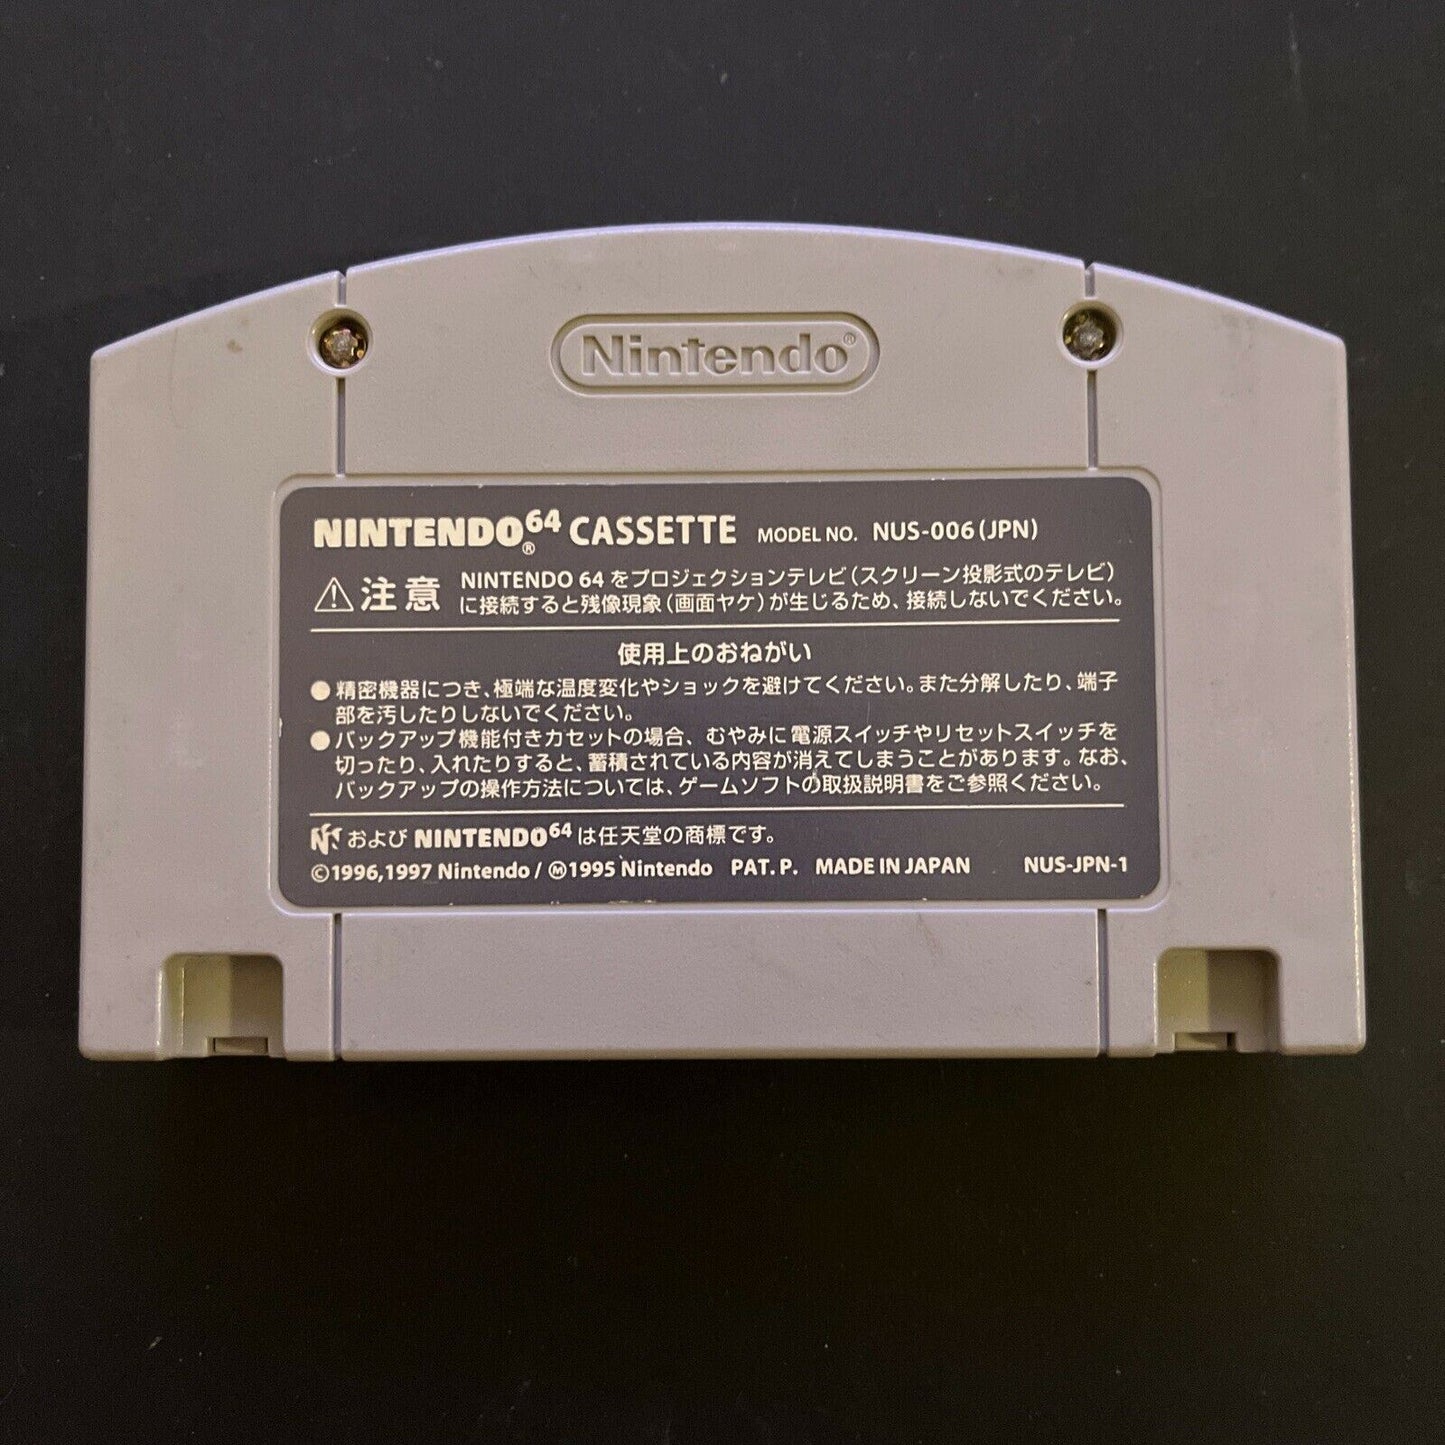 Nintendo®
NINTENDO64® CASSETTE MODEL NO. NUS-006(JPN)
⚠注意 NINTENDO 64 をプロジェクションテレビ(スクリーン投影式のテレビ)
に接続すると残像現象(画面ヤケ)が生じるため、接続しないでください。
使用上のおねがい
●精密機器につき、極端な温度変化やショックを避けてください。また分解したり、端子
部を汚したりしないでください。
●バックアップ機能付きカセットの場合、むやみに電源スイッチやリセットスイッチを
切ったり、入れたりすると、蓄積されている内容が消えてしまうことがあります。なお、
バックアップの操作方法については、ゲームソフトの取扱説明書をご参照ください。
および NINTENDO64 は任天堂の商標です。
©1996,1997 Nintendo / Ⓜ1995 Nintendo PAT. P. MADE IN JAPAN NUS-JPN-1